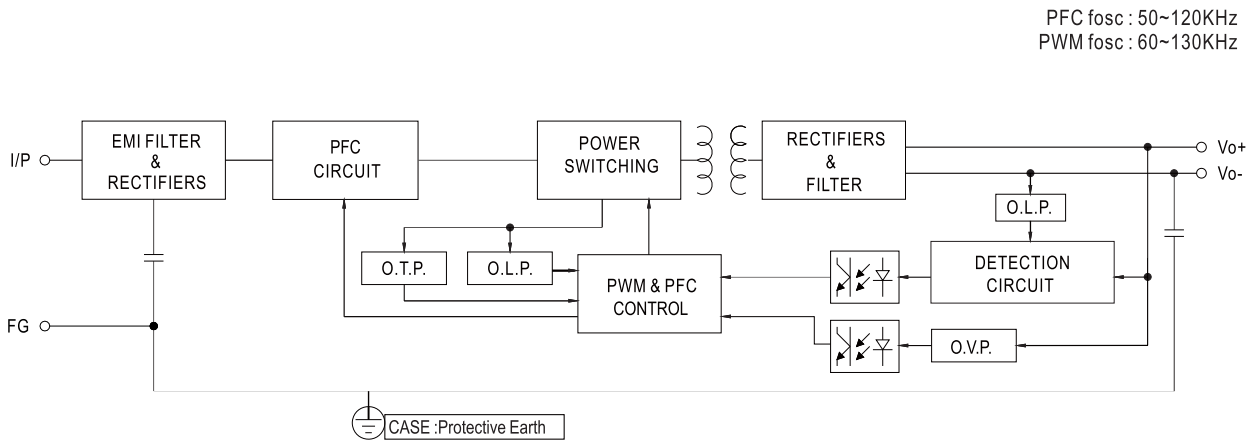 PFC fosc : 50~120KHz
PWM fosc : 60~130KHz
I/P
EMI FILTER
&
RECTIFIERS
PFC
CIRCUIT
POWER
SWITCHING
RECTIFIERS
&
FILTER
Vo+
Vo-
O.L.P.
O.T.P.
O.L.P.
PWM & PFC
CONTROL
DETECTION
CIRCUIT
FG
O.V.P.
CASE :Protective Earth